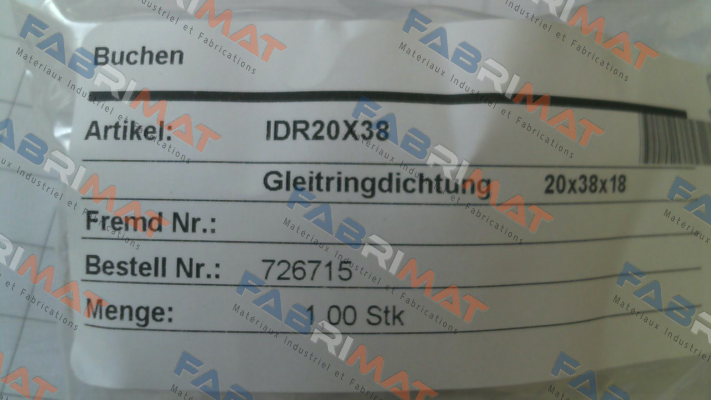 Buchen
Artikel: IDR20X38
Gleitringdichtung 20x38x18
Fremd Nr.:
Bestell Nr.: 726715
Menge: 1,00 Stk
FABRIMAT
Materiaux Industriel et Fabrications